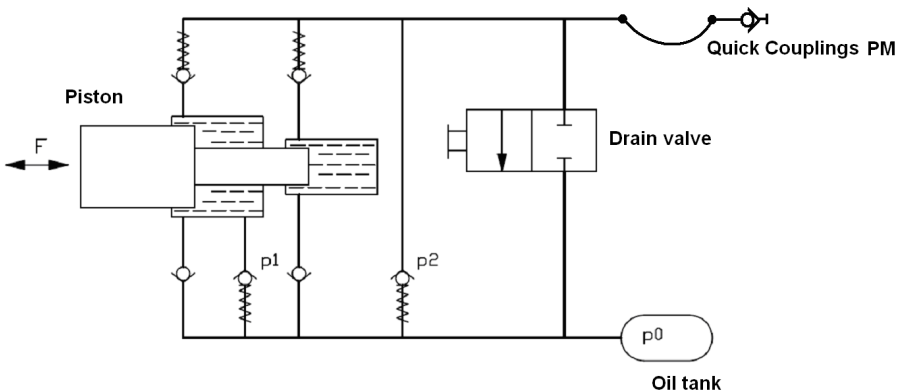 Quick Couplings PM
Piston
F
Drain valve
p1
p2
p0
Oil tank